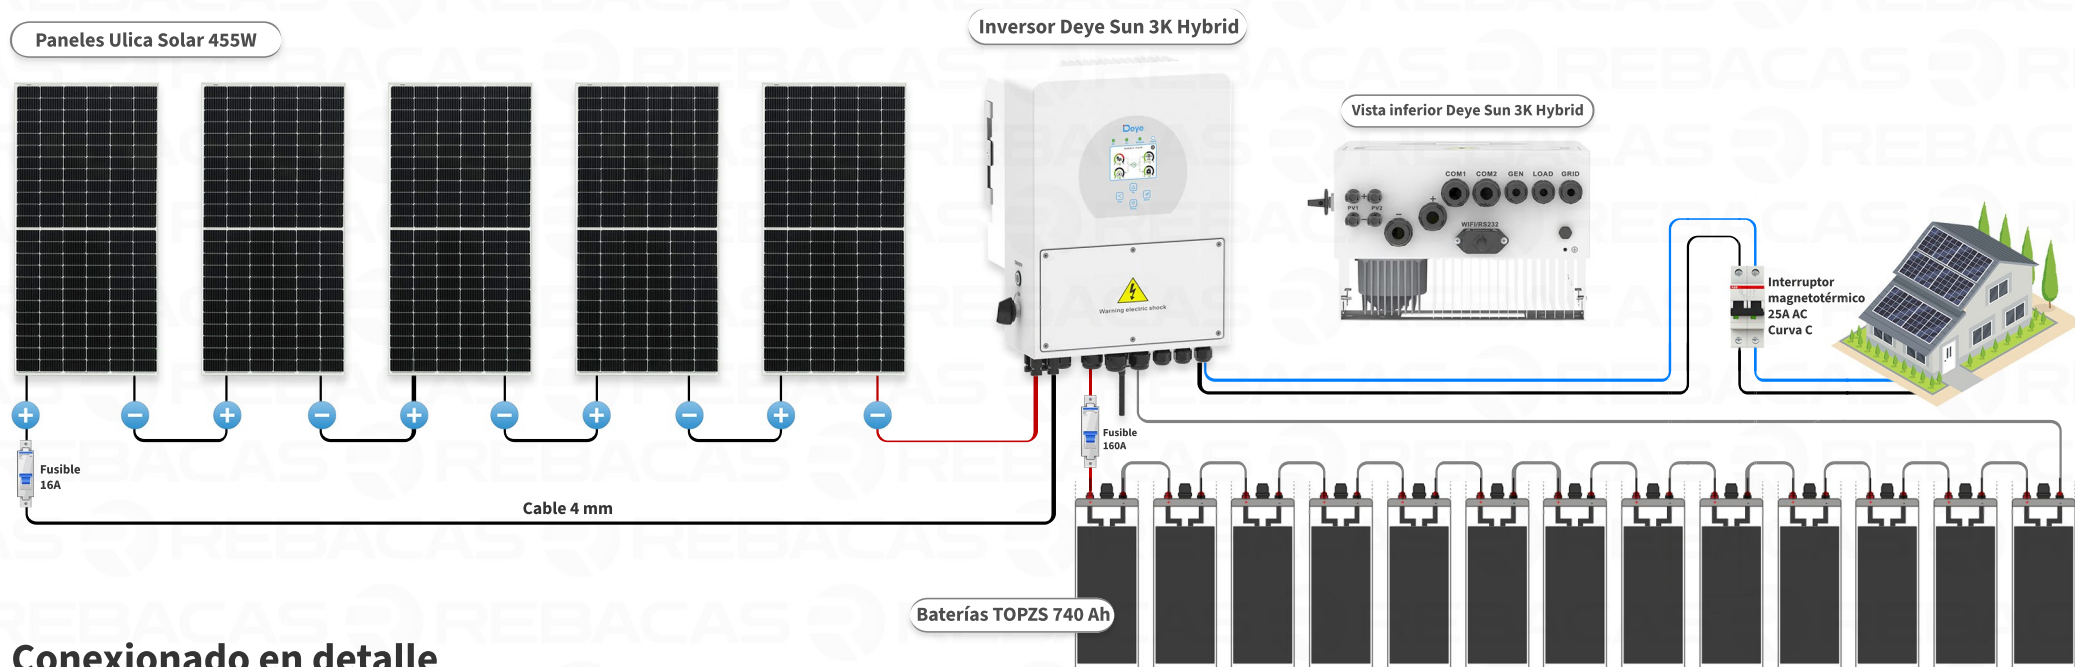 Paneles Ulica Solar 455W
Inversor Deye Sun 3K Hybrid
Vista inferior Deye Sun 3K Hybrid
Deye
COM1 COM2 GEN LOAD GRID
PV1 PV2
WIFI/RS232
Warning electric shock
Interruptor
magnetotérmico
25A AC
Curva C
Fusible
160A
Fusible
16A
Cable 4 mm
Baterías TOPZS 740 Ah
Conexionado en detalle
REBACAS